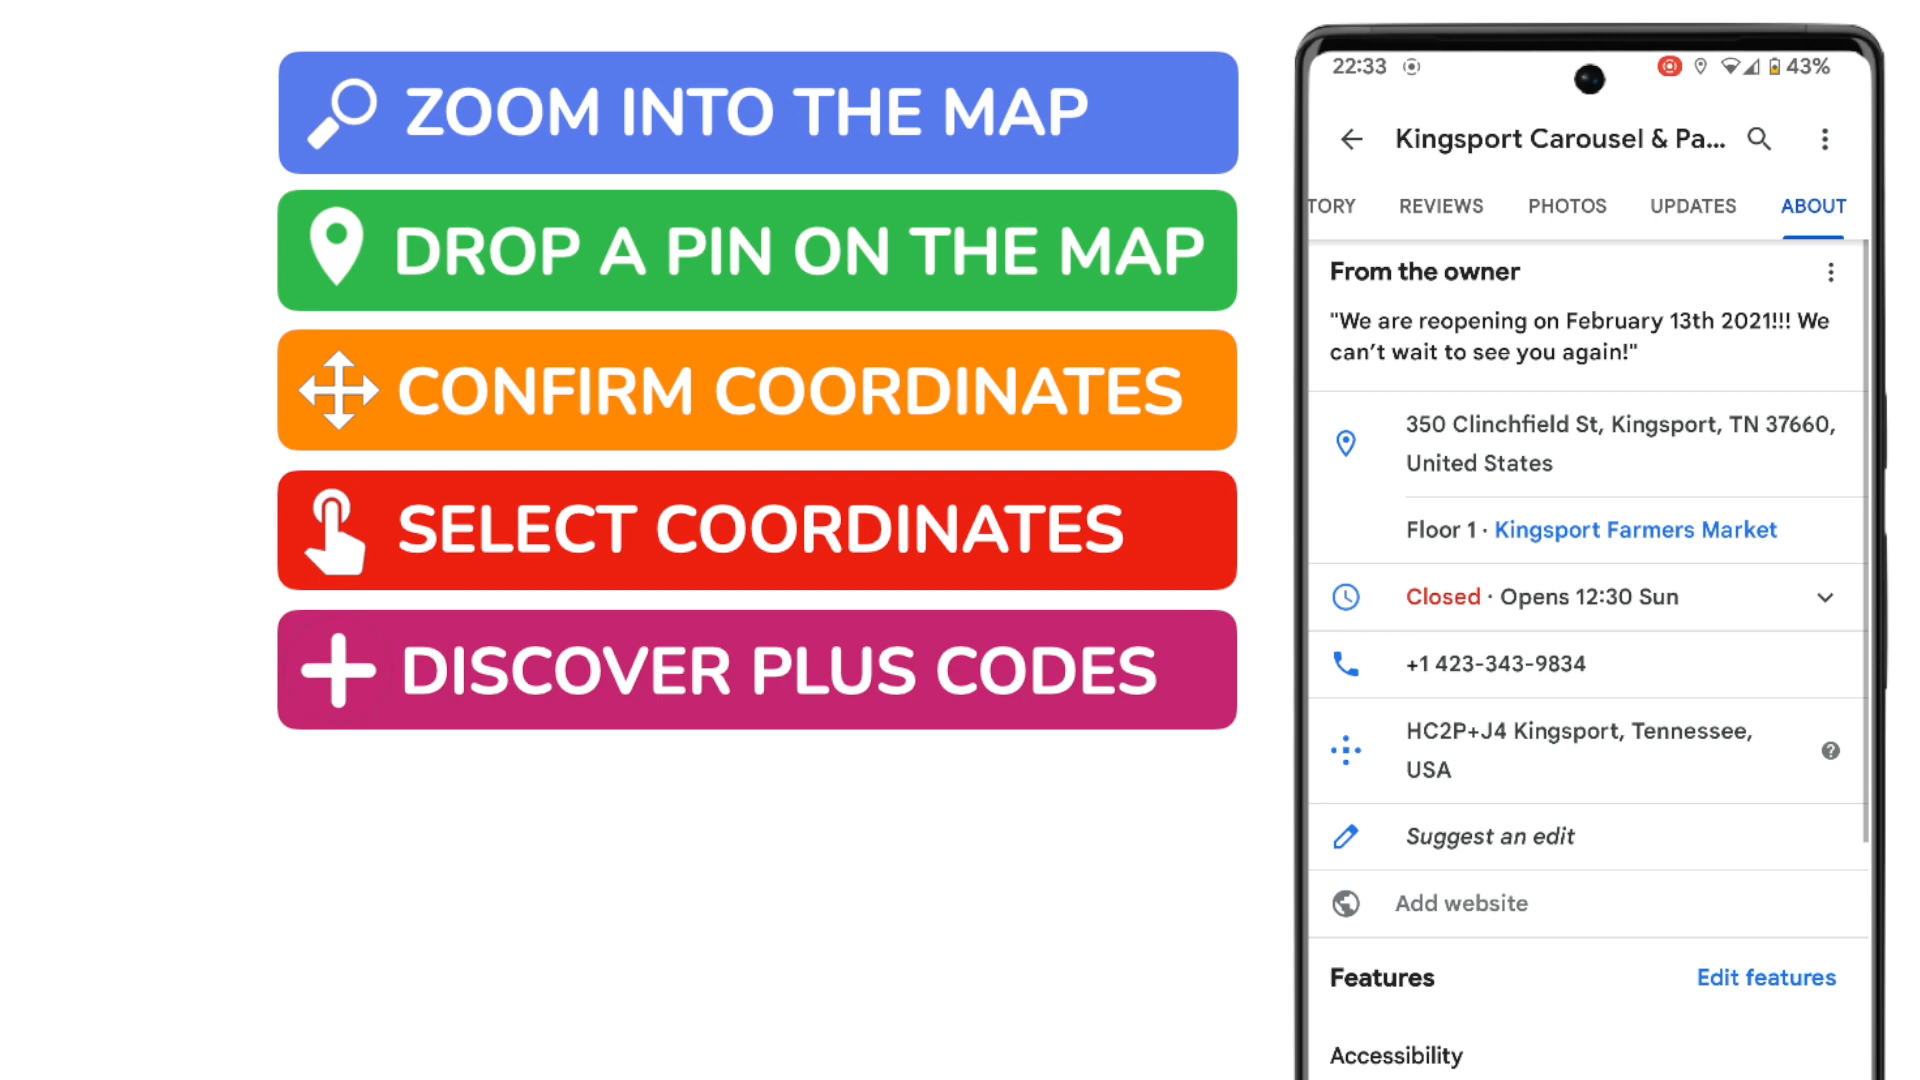 ZOOM INTO THE MAP
DROP A PIN ON THE MAP
CONFIRM COORDINATES
SELECT COORDINATES
DISCOVER PLUS CODES
22:33
43%
Kingsport Carousel & Pa...
TORY REVIEWS PHOTOS UPDATES ABOUT
From the owner
"We are reopening on February 13th 2021!!! We
can't wait to see you again!"
350 Clinchfield St, Kingsport, TN 37660,
United States
Floor 1 · Kingsport Farmers Market
Closed · Opens 12:30 Sun
+1 423-343-9834
HC2P+J4 Kingsport, Tennessee,
USA
Suggest an edit
Add website
Features Edit features
Accessibility